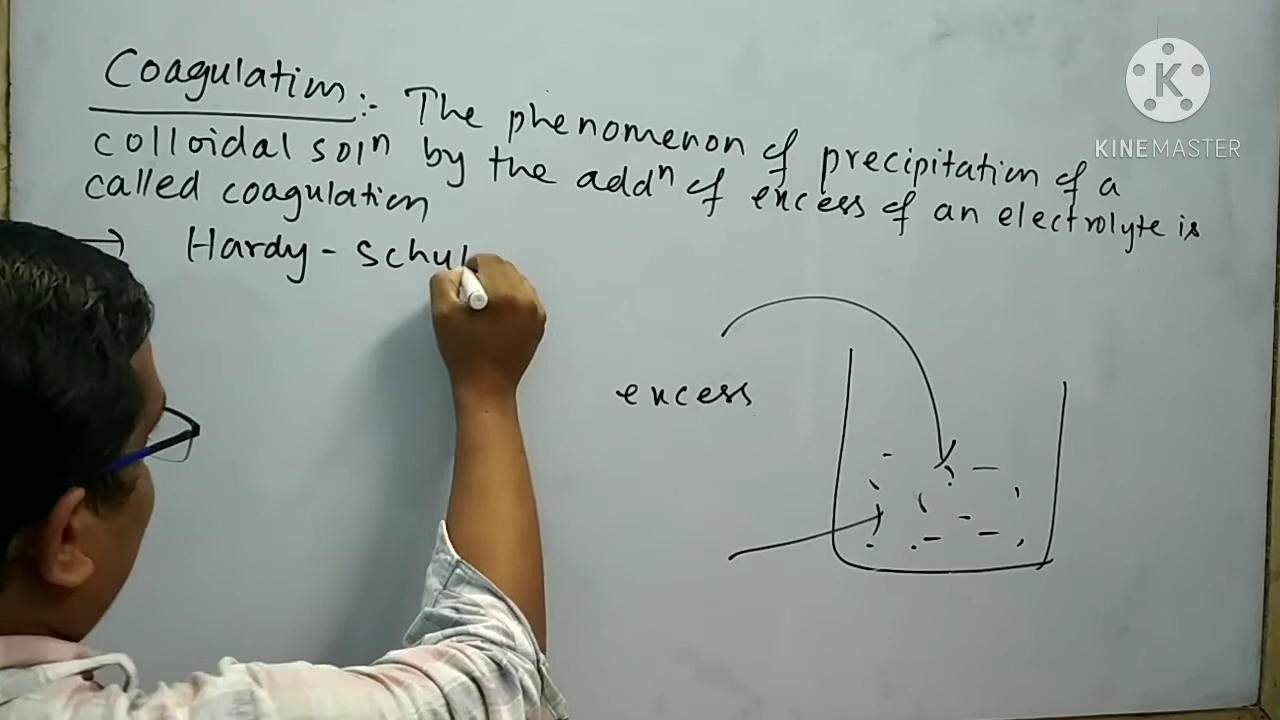 Coagulation :- The phenomenon of precipitation of a
colloidal solⁿ by the addⁿ of excess of an electrolyte is
called coagulation
→ Hardy - Schul
excess
K
KINEMASTER